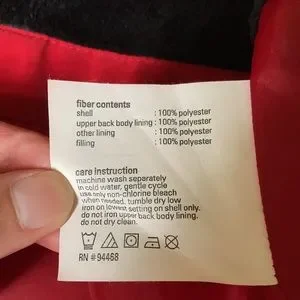 fiber contents
shell : 100% polyester
upper back body lining : 100% polyester
other lining : 100% polyester
filling : 100% polyester
care instruction
machine wash separately
in cold water, gentle cycle
use only non-chlorine bleach
when needed, tumble dry low
iron on lowest setting on shell only.
do not iron upper back body lining.
do not dry clean.
RN # 94468